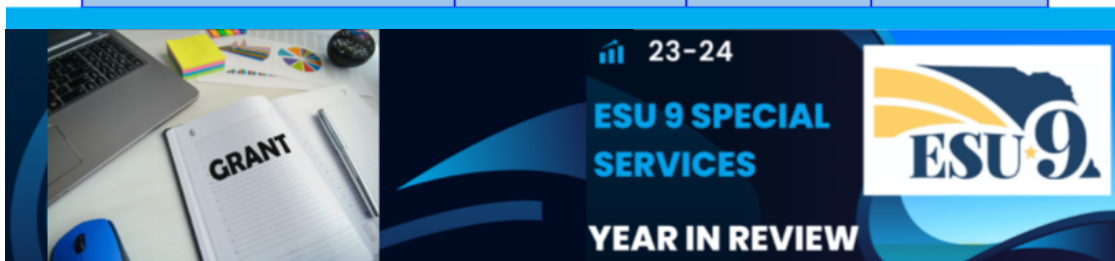 GRANT
23-24
ESU 9 SPECIAL
SERVICES
YEAR IN REVIEW
ESU 9